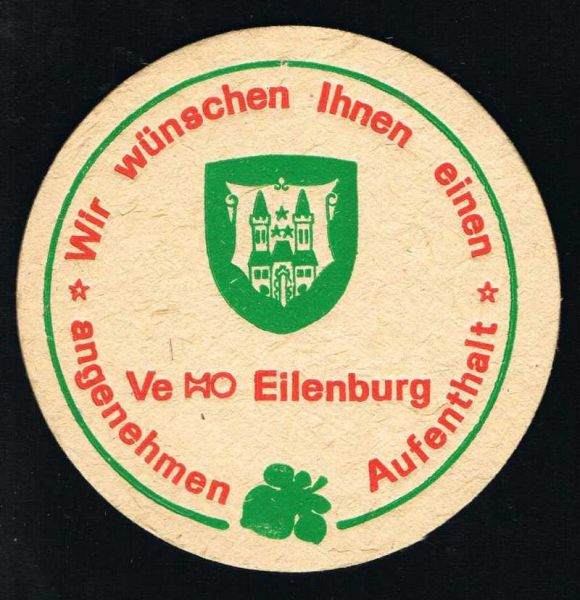 Wir wünschen Ihnen einen
angenehmen Aufenthalt
Ve HO Eilenburg